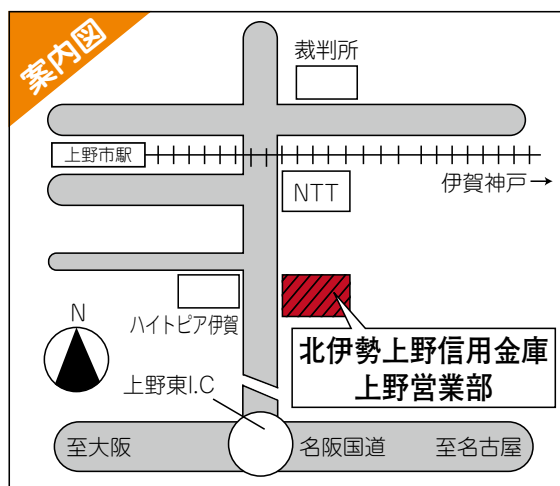 案内図
裁判所
上野市駅
伊賀神戸→
NTT
ハイトピア伊賀
N
北伊勢上野信用金庫
上野営業部
上野東I.C
至大阪
名阪国道
至名古屋